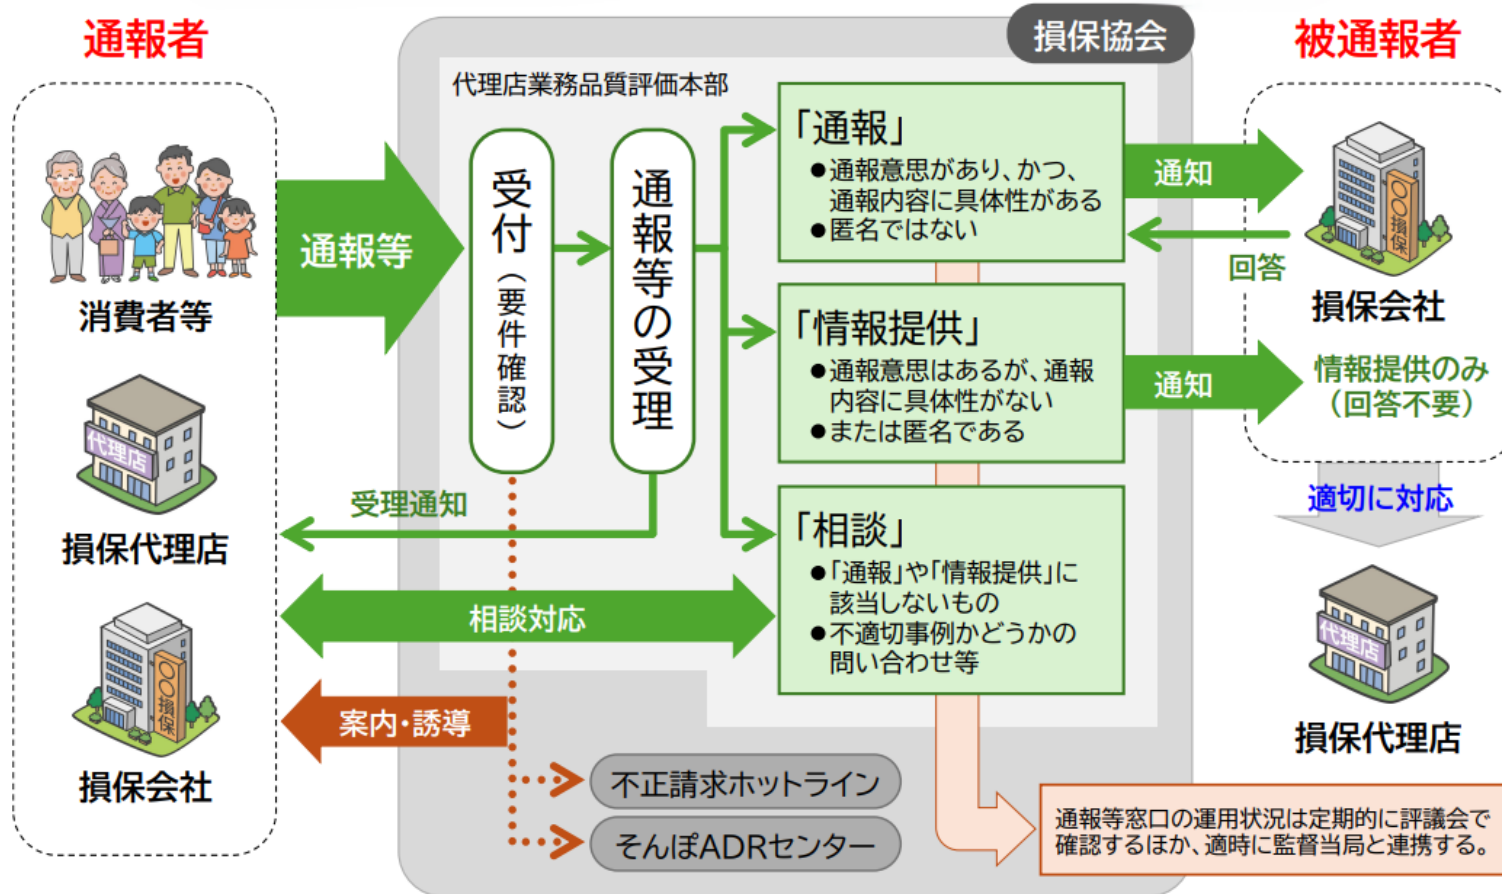 通報者
損保協会
被通報者
代理店業務品質評価本部
消費者等
代理店
損保代理店
〇〇損保
損保会社
通報等
受付（要件確認）
通報等の受理
受理通知
相談対応
案内・誘導
「通報」
●通報意思があり、かつ、
通報内容に具体性がある
●匿名ではない
「情報提供」
●通報意思はあるが、通報
内容に具体性がない
●または匿名である
「相談」
●「通報」や「情報提供」に
該当しないもの
●不適切事例かどうかの
問い合わせ等
不正請求ホットライン
そんぽADRセンター
通知
回答
通知
〇〇損保
損保会社
情報提供のみ
（回答不要）
適切に対応
代理店
損保代理店
通報等窓口の運用状況は定期的に評議会で
確認するほか、適時に監督当局と連携する。